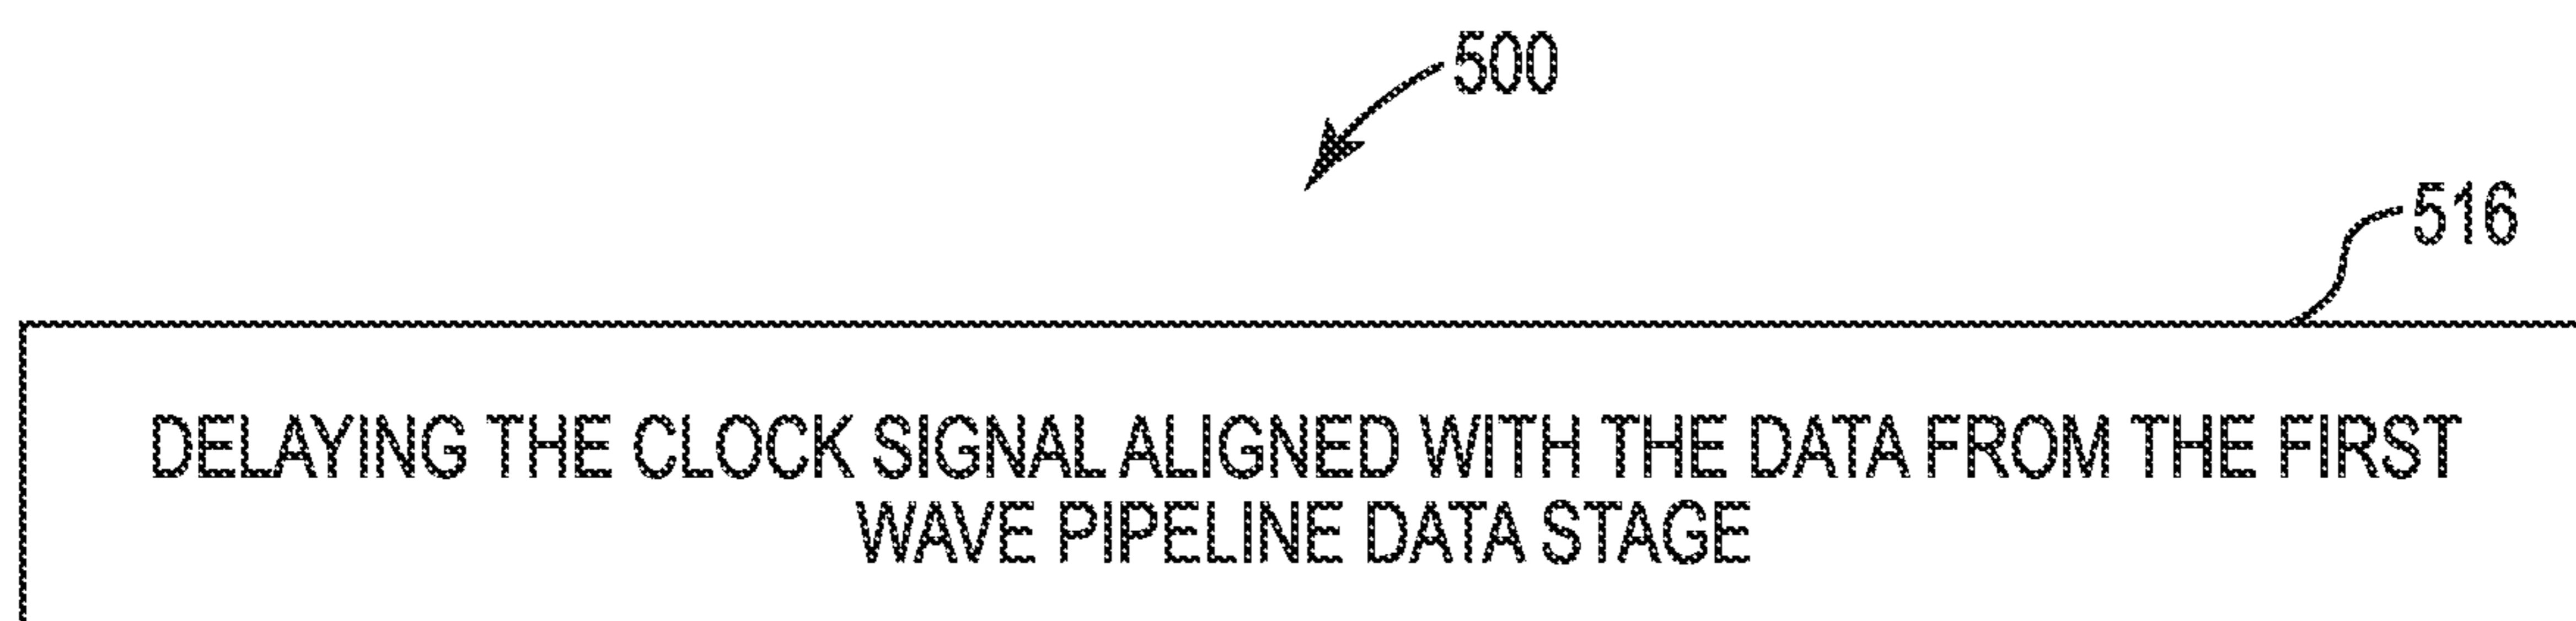 500
516
DELAYING THE CLOCK SIGNAL ALIGNED WITH THE DATA FROM THE FIRST
WAVE PIPELINE DATA STAGE